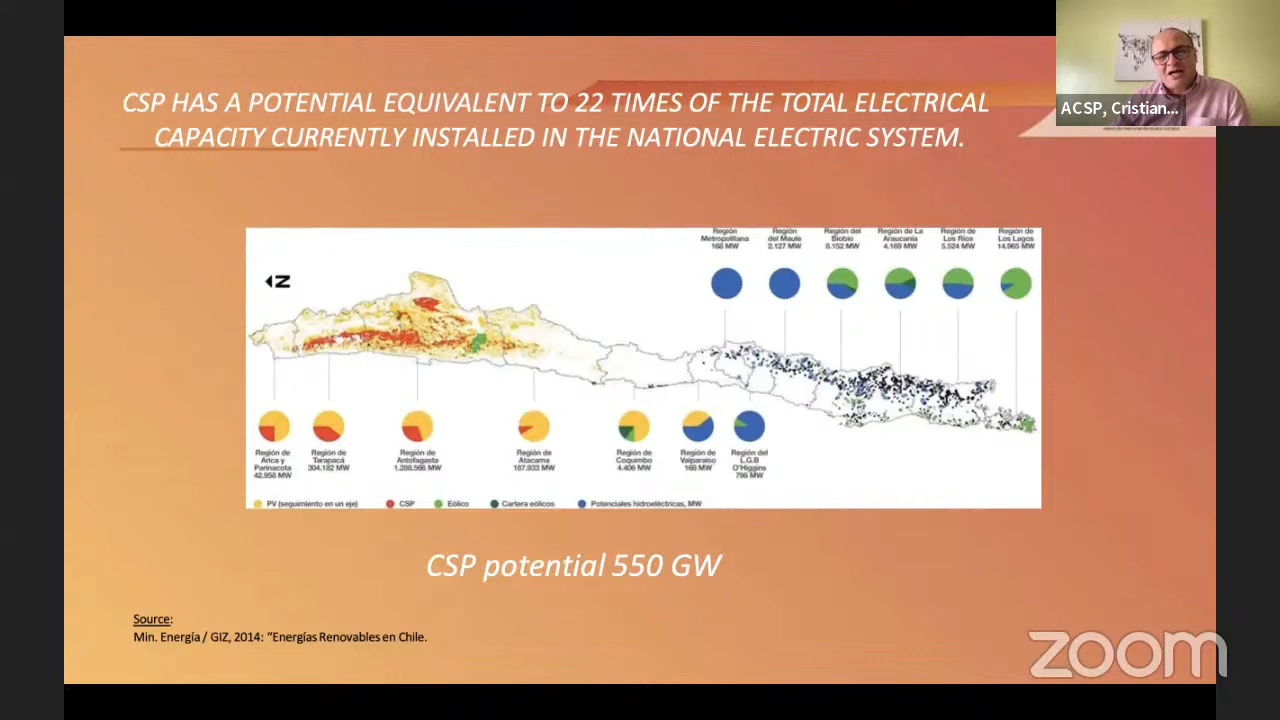 ACSP, Cristian...
CSP HAS A POTENTIAL EQUIVALENT TO 22 TIMES OF THE TOTAL ELECTRICAL
CAPACITY CURRENTLY INSTALLED IN THE NATIONAL ELECTRIC SYSTEM.
Región
Metropolitana
168 MW
Región
del Maule
2.127 MW
Región del
Biobío
8.152 MW
Región de La
Araucanía
4.169 MW
Región de
Los Ríos
5.524 MW
Región de
Los Lagos
14.965 MW
N
Región de
Arica y
Parinacota
42.958 MW
Región de
Tarapacá
304.182 MW
Región de
Antofagasta
1.288.566 MW
Región de
Atacama
187.933 MW
Región de
Coquimbo
4.406 MW
Región de
Valparaíso
168 MW
Región del
L.G.B
O'Higgins
798 MW
PV (seguimiento en un eje)
CSP
Eólico
Cartera eólicos
Potenciales hidroeléctricas, MW
CSP potential 550 GW
Source:
Min. Energía / GIZ, 2014: “Energías Renovables en Chile.
zoom